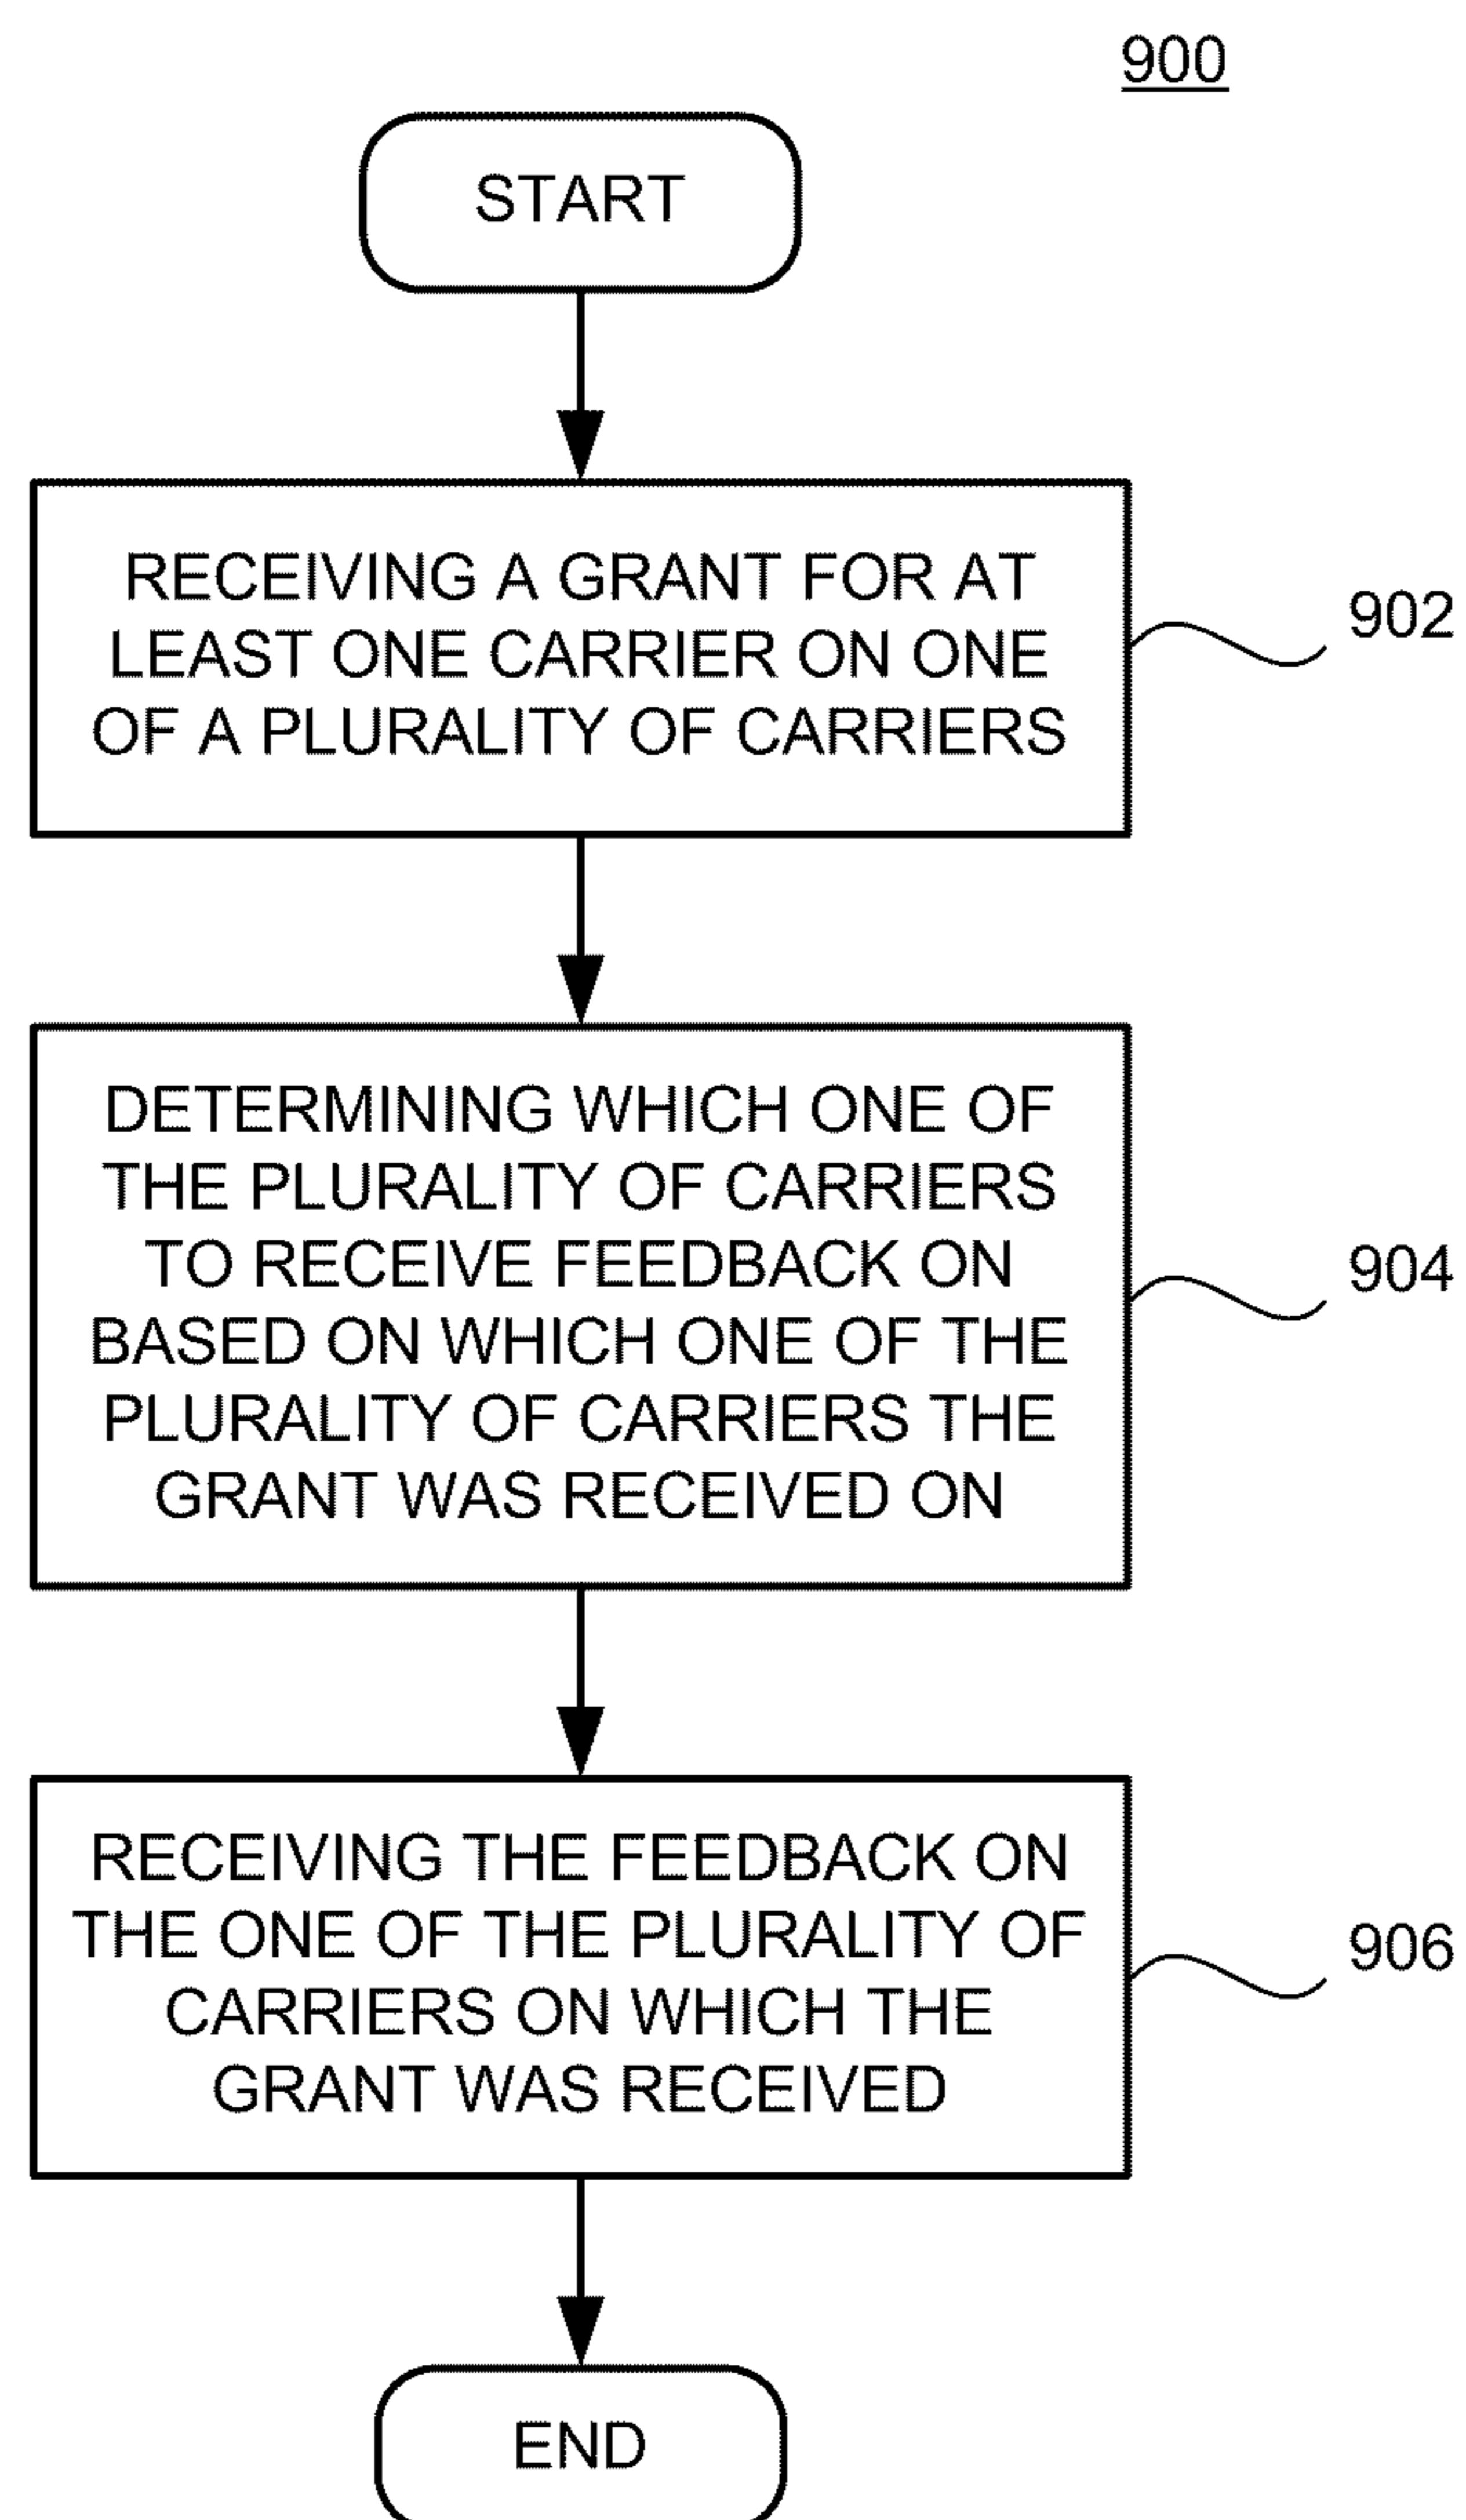 900
START
RECEIVING A GRANT FOR AT
LEAST ONE CARRIER ON ONE
OF A PLURALITY OF CARRIERS
902
DETERMINING WHICH ONE OF
THE PLURALITY OF CARRIERS
TO RECEIVE FEEDBACK ON
BASED ON WHICH ONE OF THE
PLURALITY OF CARRIERS THE
GRANT WAS RECEIVED ON
904
RECEIVING THE FEEDBACK ON
THE ONE OF THE PLURALITY OF
CARRIERS ON WHICH THE
GRANT WAS RECEIVED
906
END